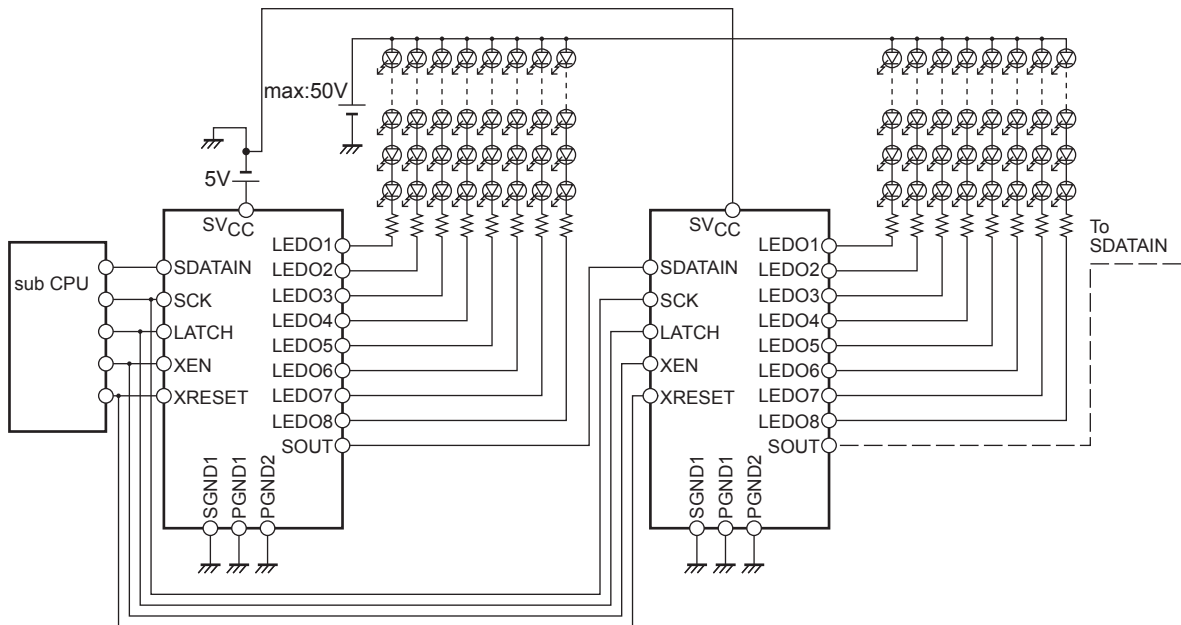 max:50V
5V
sub CPU
SVCC
SDATAIN
SCK
LATCH
XEN
XRESET
LEDO1
LEDO2
LEDO3
LEDO4
LEDO5
LEDO6
LEDO7
LEDO8
SOUT
SGND1
PGND1
PGND2
SVCC
SDATAIN
SCK
LATCH
XEN
XRESET
LEDO1
LEDO2
LEDO3
LEDO4
LEDO5
LEDO6
LEDO7
LEDO8
SOUT
SGND1
PGND1
PGND2
To
SDATAIN